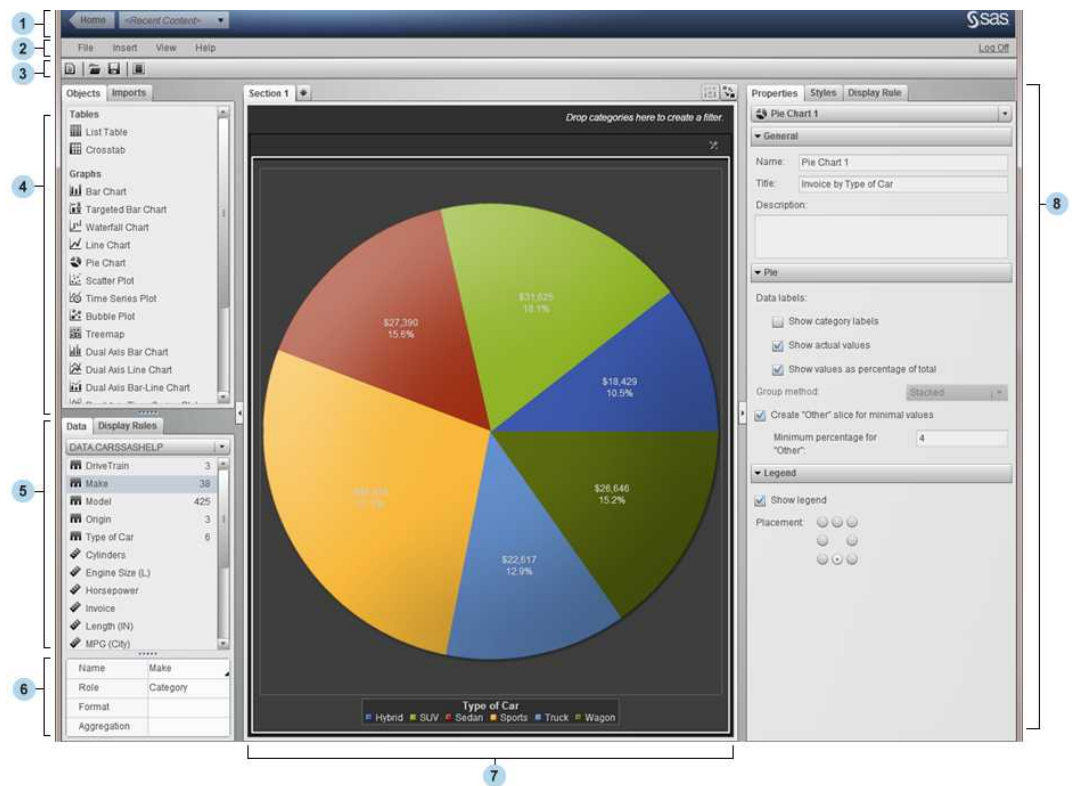 1
Home
<Recent Content>
sas
2
File Insert View Help
Log Off
3
Objects Imports
4
Tables
List Table
Crosstab
Graphs
Bar Chart
Targeted Bar Chart
Waterfall Chart
Line Chart
Pie Chart
Scatter Plot
Time Series Plot
Bubble Plot
Treemap
Dual Axis Bar Chart
Dual Axis Line Chart
Dual Axis Bar-Line Chart
Data Display Rules
5
DATA.CARSSASHELP
DriveTrain 3
Make 38
Model 425
Origin 3
Type of Car 6
Cylinders
Engine Size (L)
Horsepower
Invoice
Length (IN)
MPG (City)
6
Name Make
Role Category
Format
Aggregation
Section 1
Drop categories here to create a filter.
$31,625
18.1%
$27,390
15.6%
$18,429
10.5%
$26,646
15.2%
$22,617
12.9%
Type of Car
Hybrid SUV Sedan Sports Truck Wagon
7
Properties Styles Display Rule
Pie Chart 1
General
Name: Pie Chart 1
Title: Invoice by Type of Car
Description:
8
Pie
Data labels:
Show category labels
Show actual values
Show values as percentage of total
Group method: Stacked
Create "Other" slice for minimal values
Minimum percentage for 4
"Other":
Legend
Show legend
Placement: